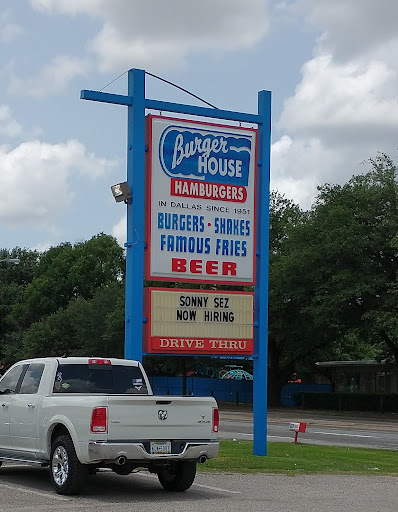 Burger
HOUSE
HAMBURGERS
IN DALLAS SINCE 1951
BURGERS • SHAKES
FAMOUS FRIES
BEER
SONNY SEZ
NOW HIRING
DRIVE THRU